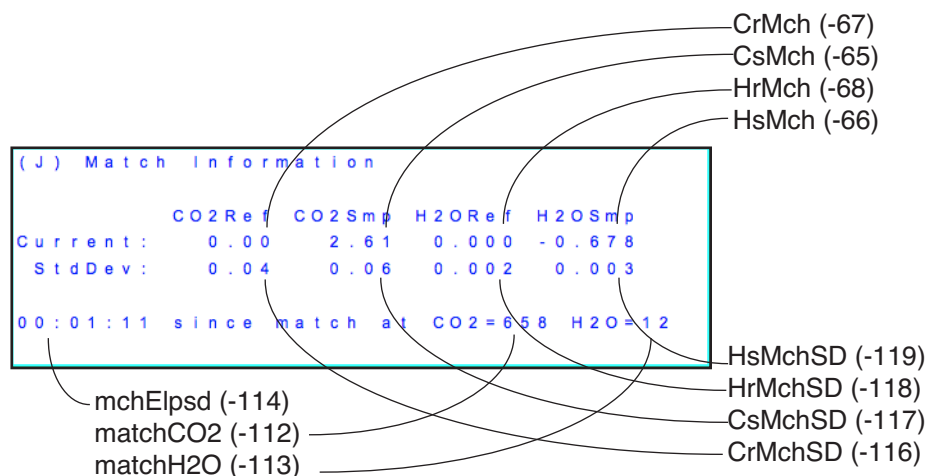 CrMch (-67)
CsMch (-65)
HrMch (-68)
HsMch (-66)
(J) Match Information
CO2Ref CO2Smp H2ORef H2OSmp
Current: 0.00 2.61 0.000 -0.678
StdDev: 0.04 0.06 0.002 0.003
00:01:11 since match at CO2=658 H2O=12
HsMchSD (-119)
HrMchSD (-118)
CsMchSD (-117)
CrMchSD (-116)
mchElpsd (-114)
matchCO2 (-112)
matchH2O (-113)